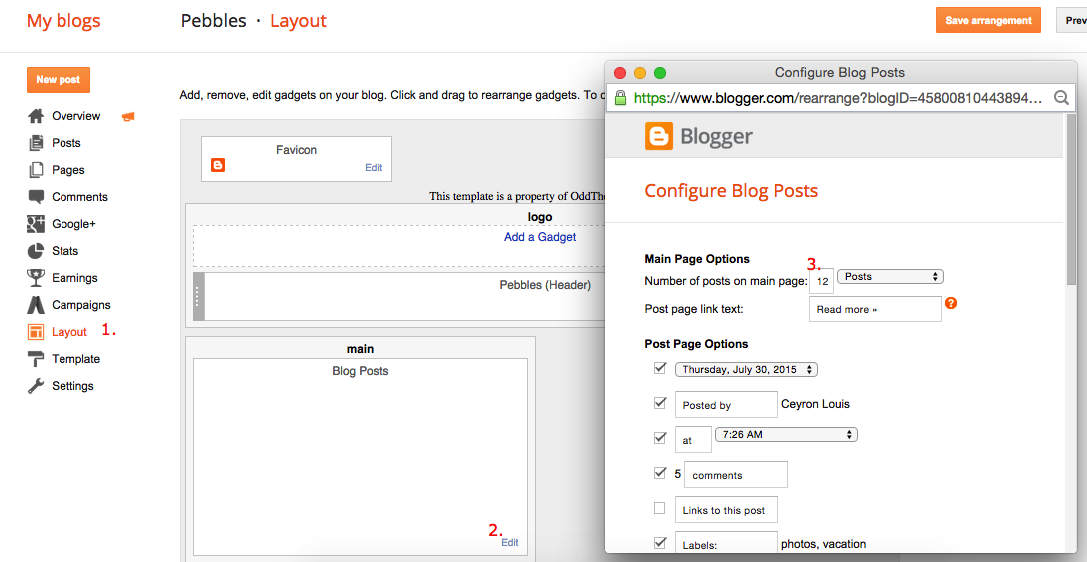 My blogs
Pebbles · Layout
Save arrangement
Prev
New post
Overview
Posts
Pages
Comments
Google+
Stats
Earnings
Campaigns
Layout 1.
Template
Settings
Add, remove, edit gadgets on your blog. Click and drag to rearrange gadgets. To c
Favicon
Edit
This template is a property of OddThe
logo
Add a Gadget
Pebbles (Header)
main
Blog Posts
2.
Edit
Configure Blog Posts
https://www.blogger.com/rearrange?blogID=45800810443894...
Blogger
Configure Blog Posts
Main Page Options
3.
Number of posts on main page: 12 Posts
Post page link text: Read more » ?
Post Page Options
Thursday, July 30, 2015
Posted by Ceyron Louis
at 7:26 AM
5 comments
Links to this post
Labels: photos, vacation